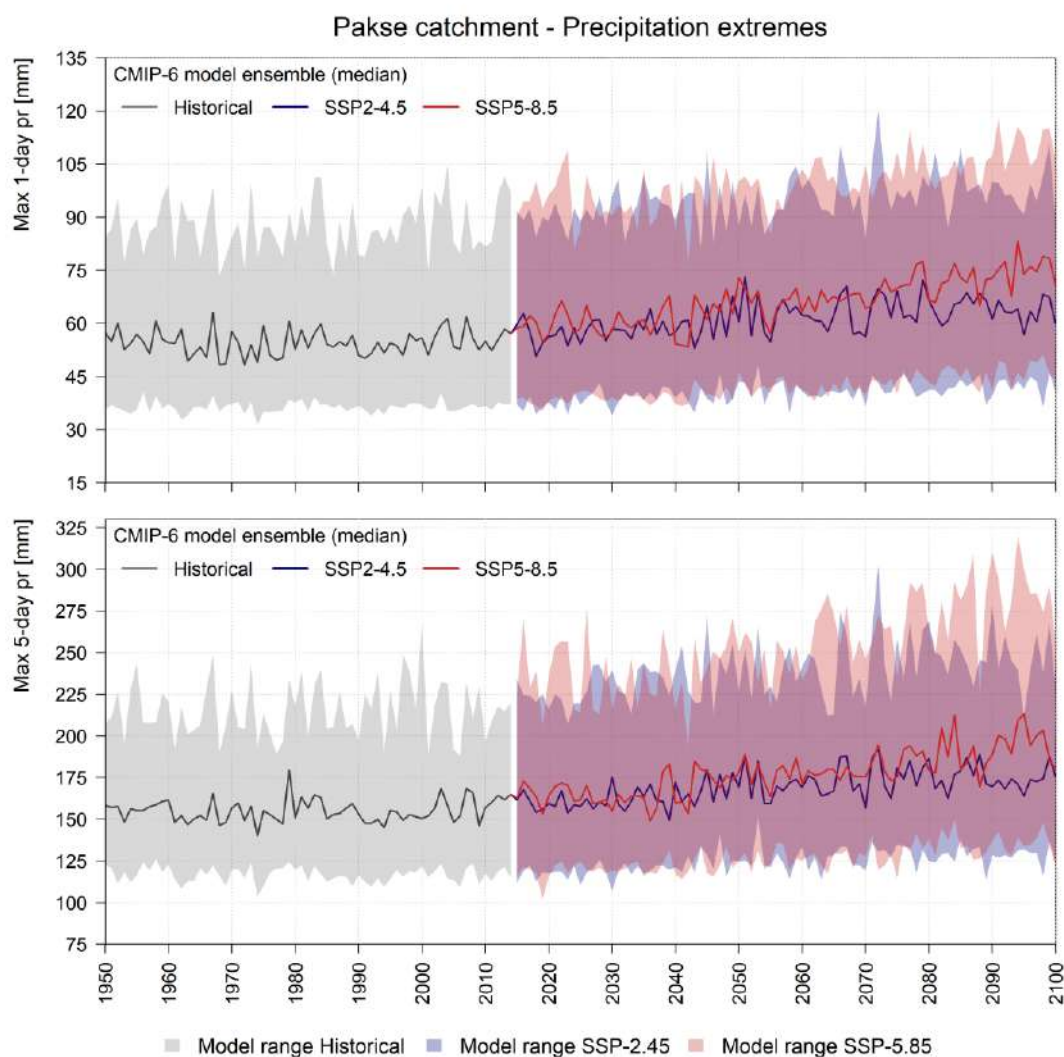 Pakse catchment - Precipitation extremes
135
120
105
90
75
60
45
30
15
Max 1-day pr [mm]
CMIP-6 model ensemble (median)
Historical SSP2-4.5 SSP5-8.5
325
300
275
250
225
200
175
150
125
100
75
Max 5-day pr [mm]
CMIP-6 model ensemble (median)
Historical SSP2-4.5 SSP5-8.5
1950 1960 1970 1980 1990 2000 2010 2020 2030 2040 2050 2060 2070 2080 2090 2100
Model range Historical Model range SSP-2.45 Model range SSP-5.85